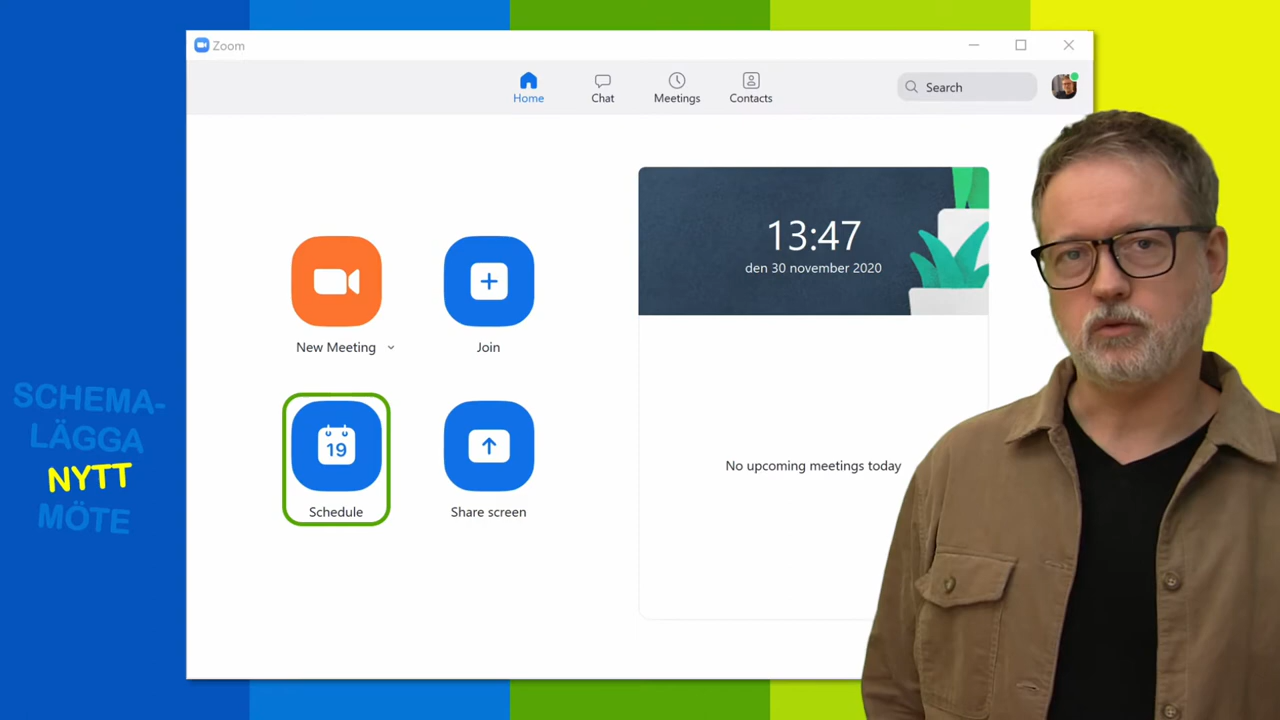 Zoom
Home
Chat
Meetings
Contacts
Search
13:47
den 30 november 2020
New Meeting
Join
19
Schedule
Share screen
No upcoming meetings today
SCHEMA-
LÄGGA
NYTT
MÖTE